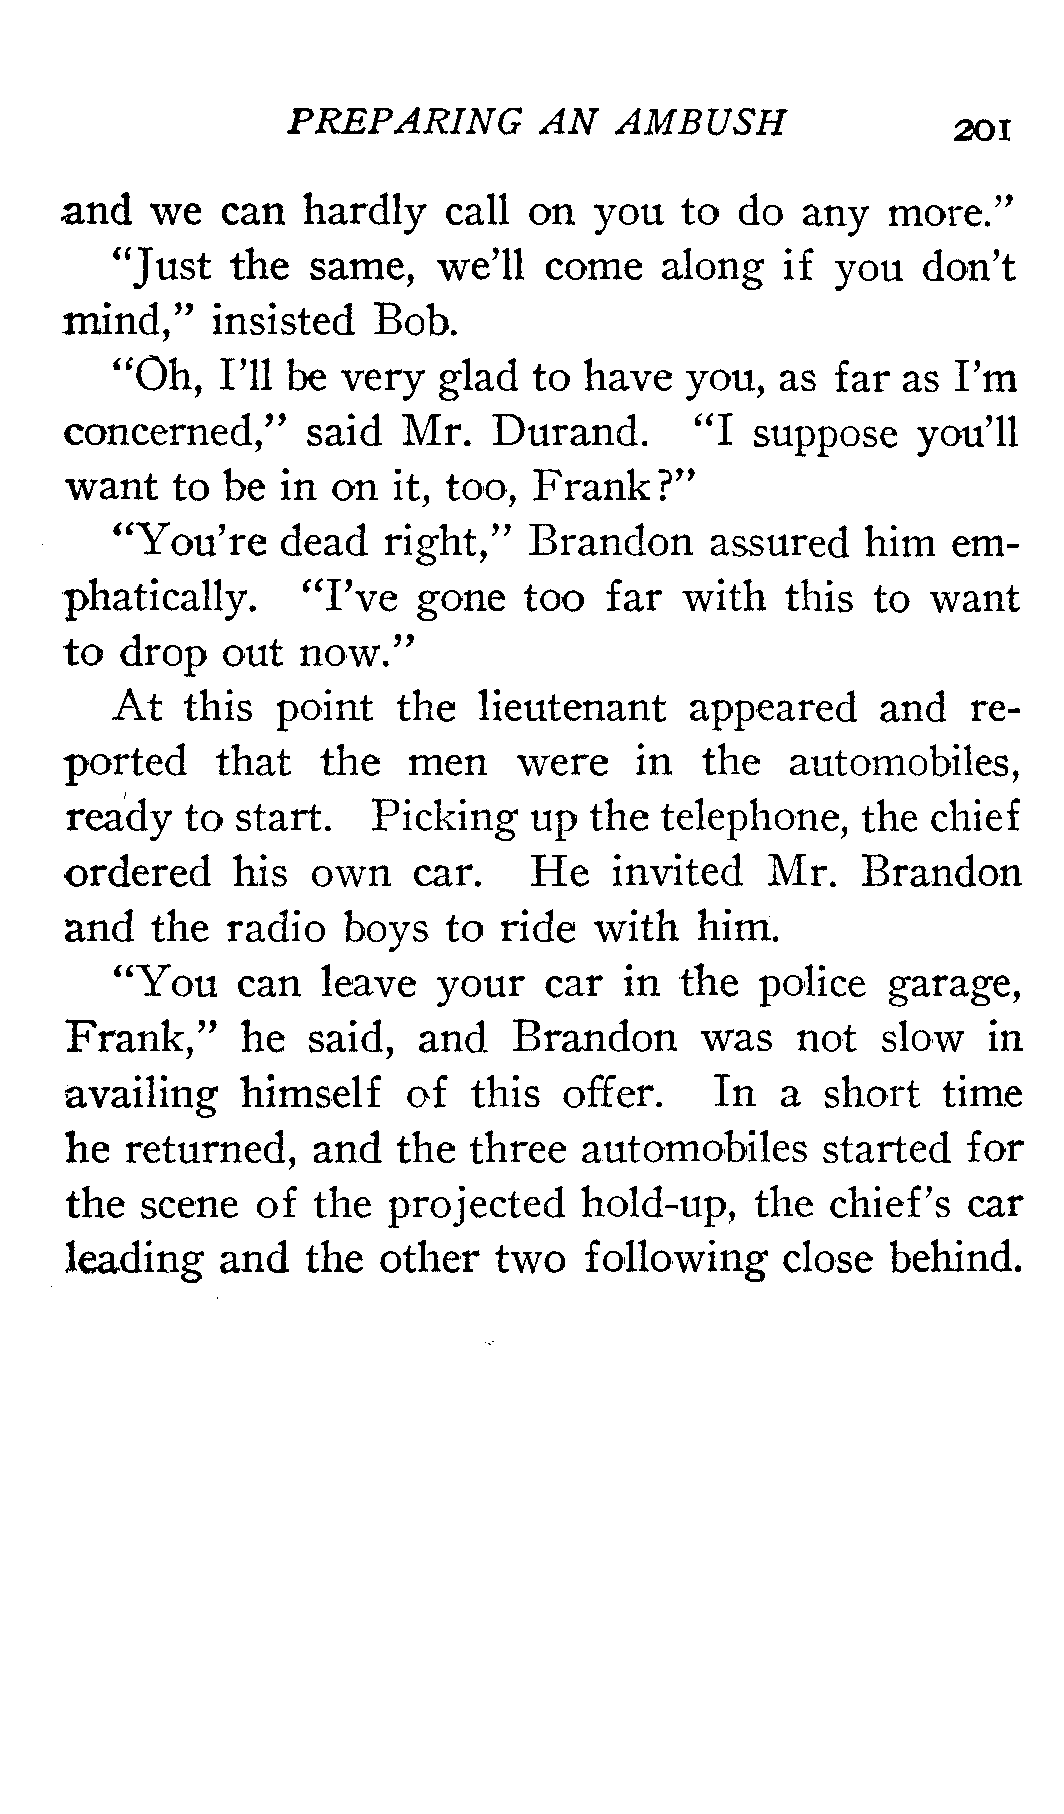 PREPARING AN AMBUSH 201
and we can hardly call on you to do any more.”
“Just the same, we’ll come along if you don’t
mind,” insisted Bob.
“Oh, I’ll be very glad to have you, as far as I’m
concerned,” said Mr. Durand. “I suppose you’ll
want to be in on it, too, Frank?”
“You’re dead right,” Brandon assured him em-
phatically. “I’ve gone too far with this to want
to drop out now.”
At this point the lieutenant appeared and re-
ported that the men were in the automobiles,
ready to start. Picking up the telephone, the chief
ordered his own car. He invited Mr. Brandon
and the radio boys to ride with him.
“You can leave your car in the police garage,
Frank,” he said, and Brandon was not slow in
availing himself of this offer. In a short time
he returned, and the three automobiles started for
the scene of the projected hold-up, the chief’s car
leading and the other two following close behind.